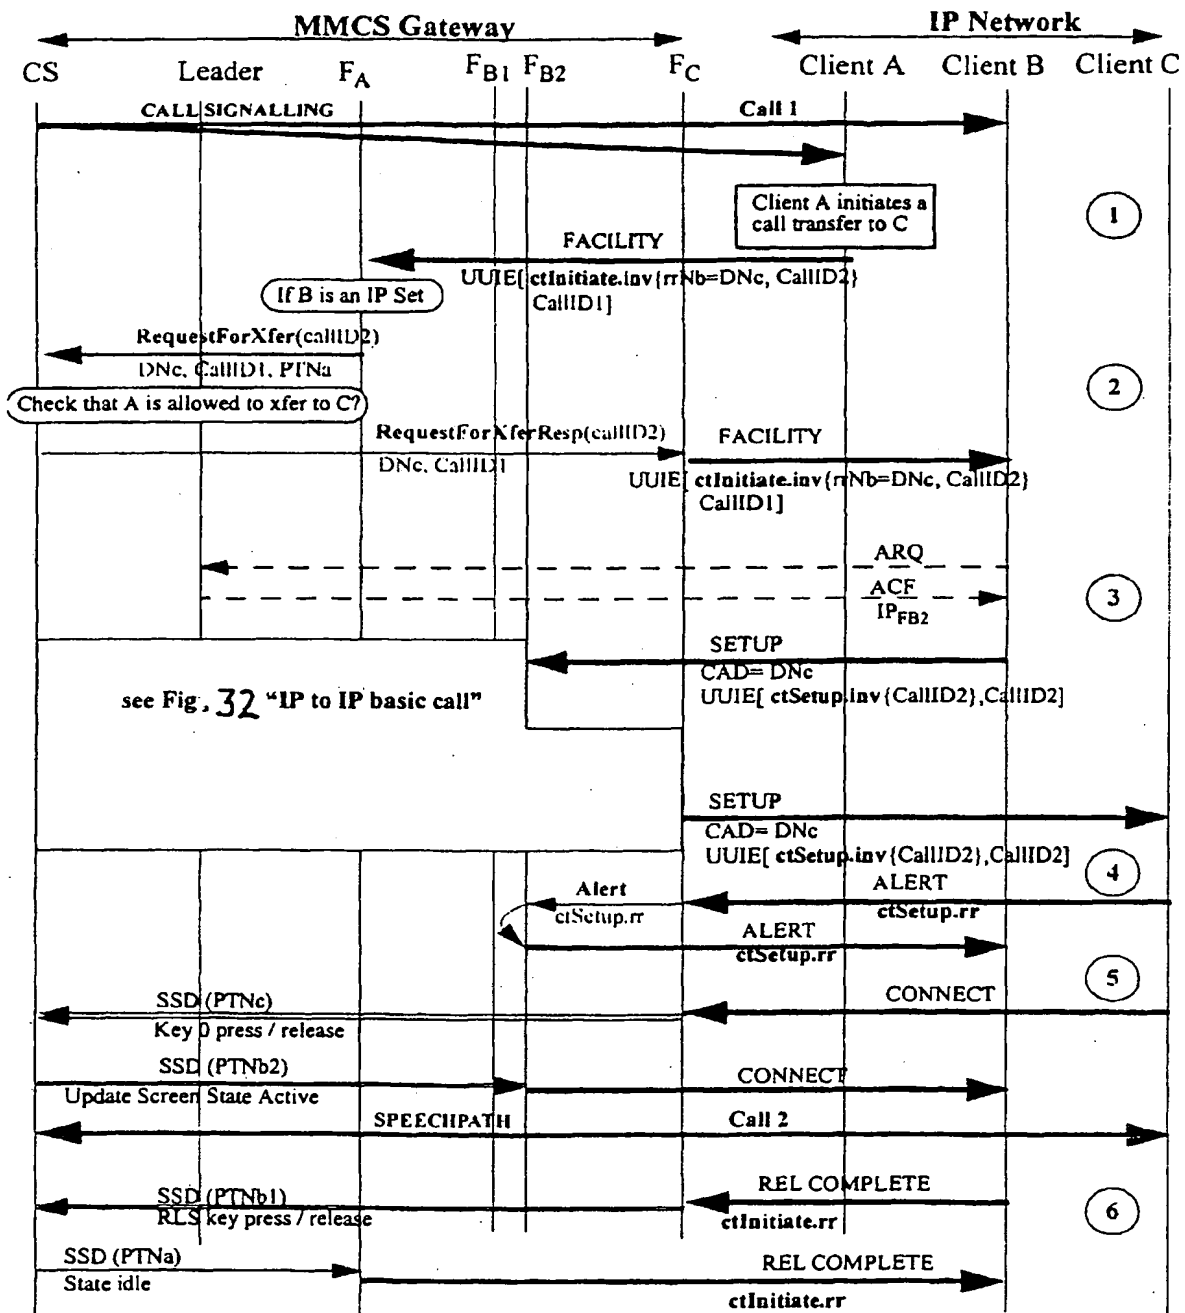 MMCS Gateway
IP Network
CS Leader FA FB1 FB2 FC Client A Client B Client C
CALL SIGNALLING Call 1
Client A initiates a
call transfer to C
1
FACILITY
UUIE[ ctInitiate.inv{rrNb=DNc, CallID2}
CallID1]
If B is an IP Set
RequestForXfer(callID2)
DNc, CallID1, PTNa
2
Check that A is allowed to xfer to C?
RequestForXferResp(callID2)
DNc, CallID1
FACILITY
UUIE[ ctInitiate.inv{rrNb=DNc, CallID2}
CallID1]
ARQ
ACF
IPFB2
3
SETUP
CAD= DNc
UUIE[ ctSetup.inv{CallID2},CallID2]
see Fig. 32 "IP to IP basic call"
SETUP
CAD= DNc
UUIE[ ctSetup.inv{CallID2},CallID2]
4
ALERT
ctSetup.rr
Alert
ctSetup.rr
ALERT
ctSetup.rr
5
CONNECT
SSD (PTNc)
Key 0 press / release
SSD (PTNb2)
Update Screen State Active
CONNECT
SPEECHPATH Call 2
REL COMPLETE
ctInitiate.rr
6
SSD (PTNb1)
RLS key press / release
SSD (PTNa)
State idle
REL COMPLETE
ctInitiate.rr